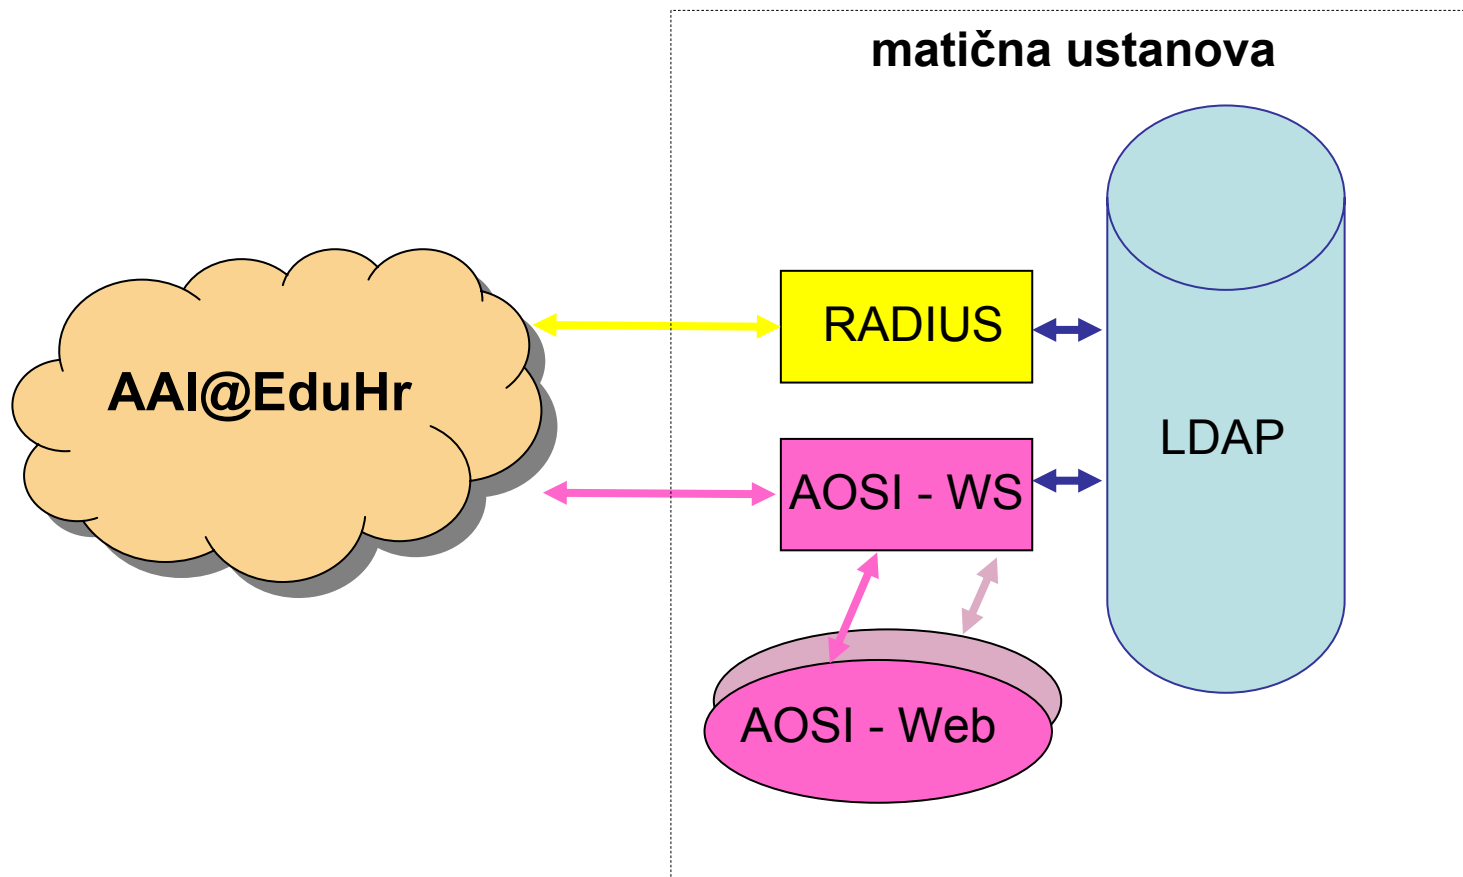 matična ustanova
AAI@EduHr
RADIUS
LDAP
AOSI - WS
AOSI - Web